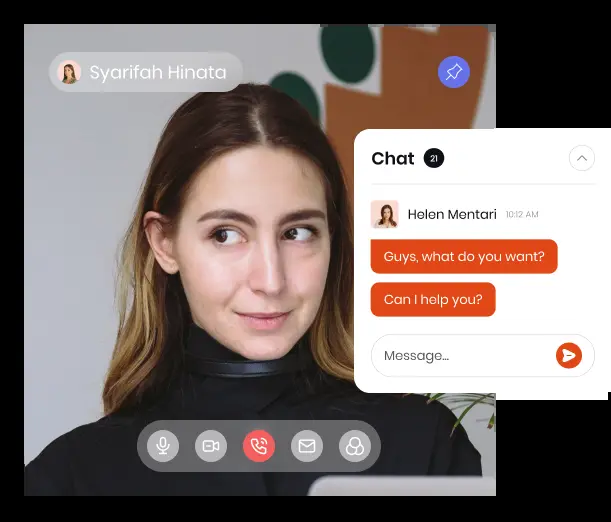 Syarifah Hinata
Chat 21
Helen Mentari 10:12 AM
Guys, what do you want?
Can I help you?
Message...